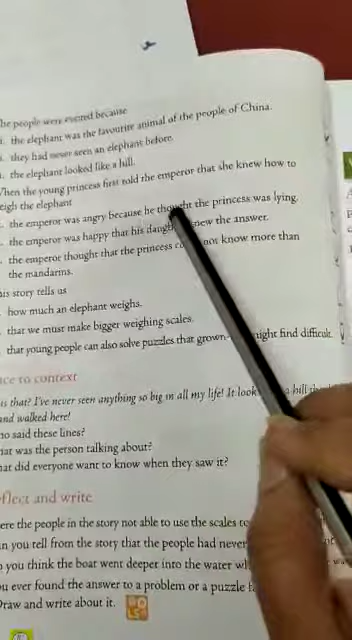 he people were excited because
i. the elephant was the favourite animal of the people of China.
they had never seen an elephant before.
the elephant looked like a hill.
When the young princess first told the emperor that she knew how to
eigh the elephant
the emperor was angry because he thought the princess was lying.
the emperor was happy that his daugh new the answer.
the emperor thought that the princess co not know more than
the mandarins.
is story tells us
how much an elephant weighs.
that we must make bigger weighing scales.
that young people can also solve puzzles that grown- ight find difficult.
ce to context
is that? I've never seen anything so big in all my life! It look a hill th
and walked here!
ho said these lines?
hat was the person talking about?
hat did everyone want to know when they saw it?
eflect and write
ere the people in the story not able to use the scales to
n you tell from the story that the people had never
you think the boat went deeper into the water wh
ou ever found the answer to a problem or a puzzle
Draw and write about it.